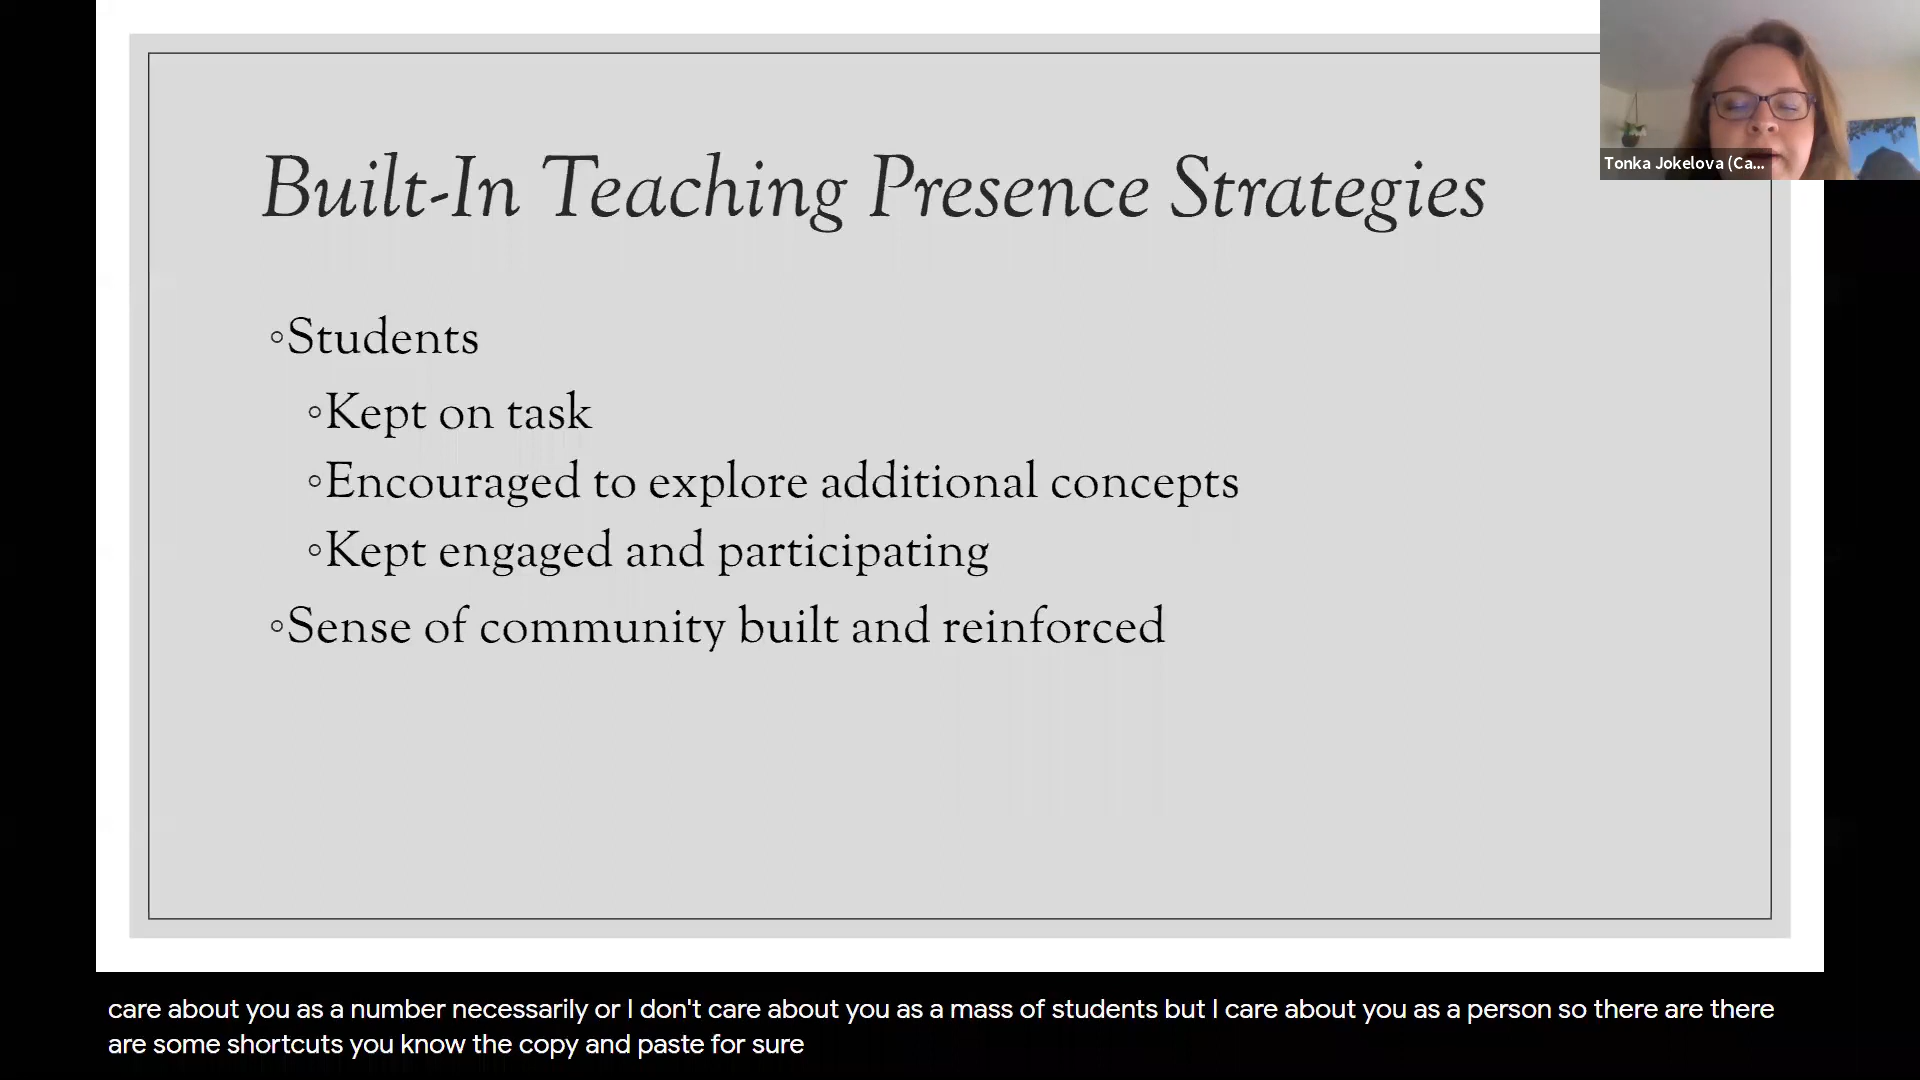 Built-In Teaching Presence Strategies
Tonka Jokelova (Ca...
◦Students
◦Kept on task
◦Encouraged to explore additional concepts
◦Kept engaged and participating
◦Sense of community built and reinforced
care about you as a number necessarily or I don't care about you as a mass of students but I care about you as a person so there are there
are some shortcuts you know the copy and paste for sure